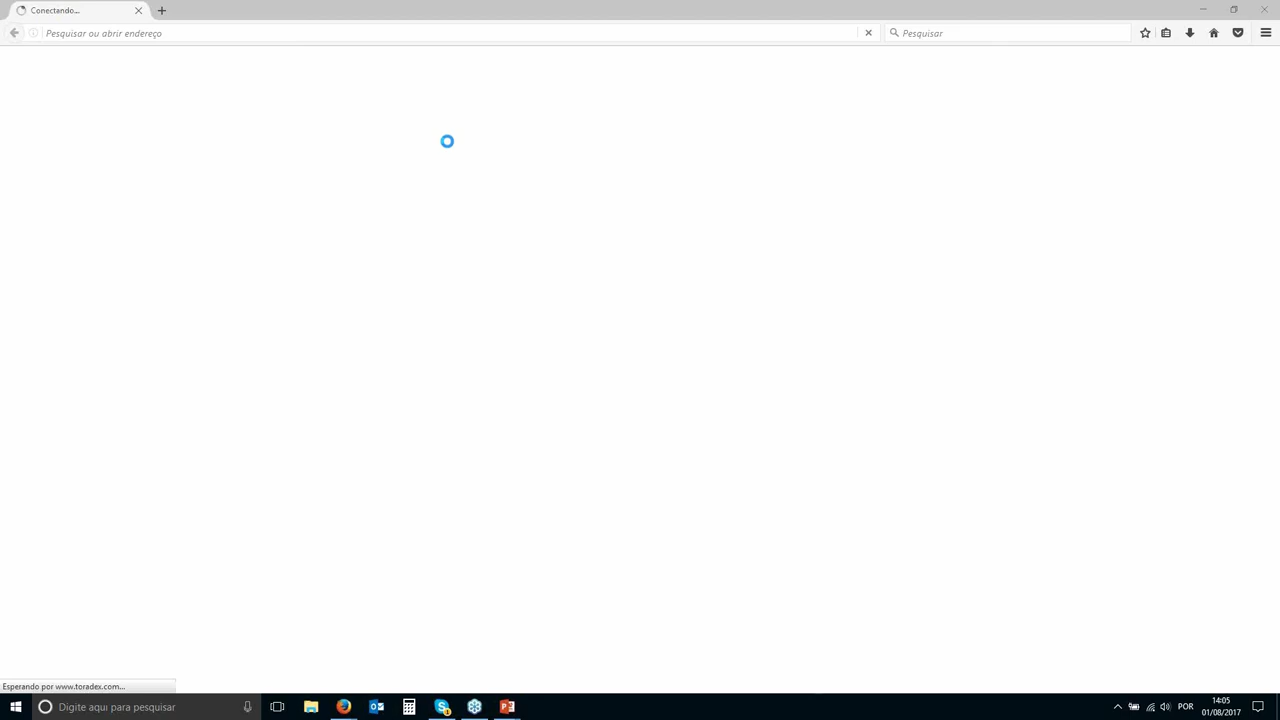 Conectando...
Pesquisar ou abrir endereço
Pesquisar
Esperando por www.toradex.com...
Digite aqui para pesquisar
POR
14:05
01/08/2017